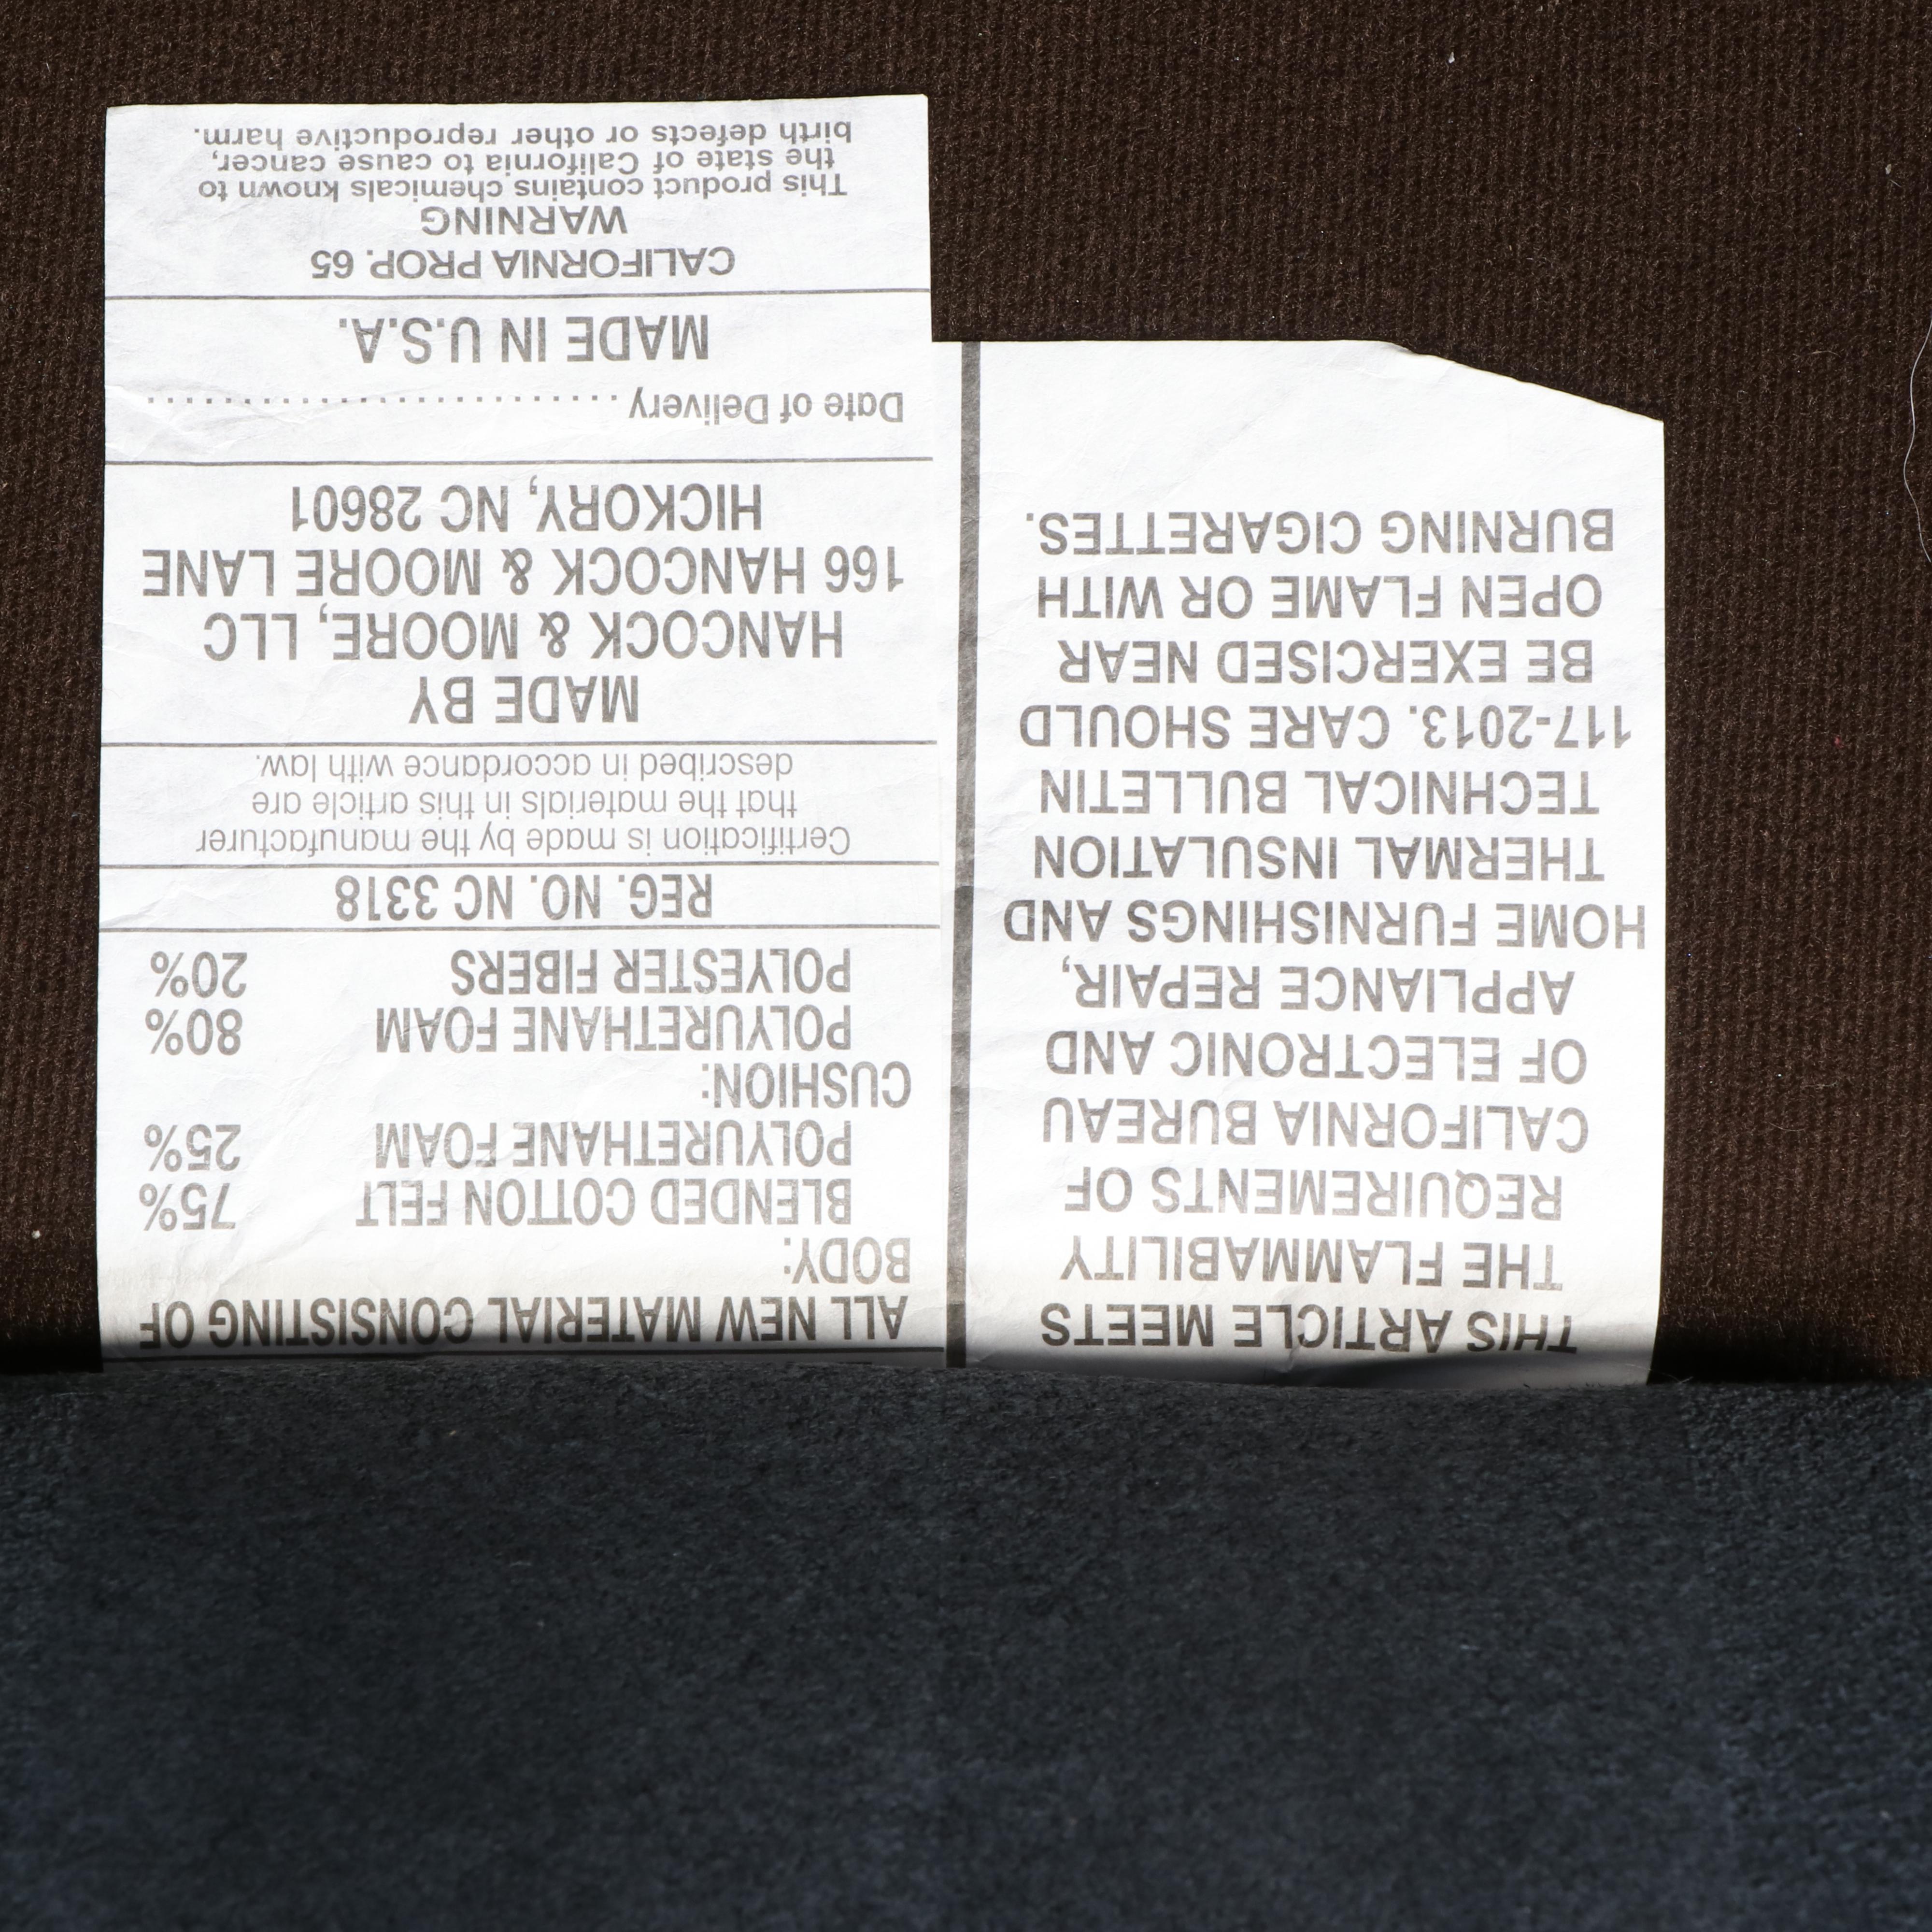 ALL NEW MATERIAL CONSISTING OF
BODY:
BLENDED COTTON FELT 75%
POLYURETHANE FOAM 25%
CUSHION:
POLYURETHANE FOAM 80%
POLYESTER FIBERS 20%
REG. NO. NC 3318
Certification is made by the manufacturer
that the materials in this article are
described in accordance with law.
MADE BY
HANCOCK & MOORE, LLC
166 HANCOCK & MOORE LANE
HICKORY, NC 28601
Date of Delivery ............................
MADE IN U.S.A.
CALIFORNIA PROP. 65
WARNING
This product contains chemicals known to
the state of California to cause cancer,
birth defects or other reproductive harm.
THIS ARTICLE MEETS
THE FLAMMABILITY
REQUIREMENTS OF
CALIFORNIA BUREAU
OF ELECTRONIC AND
APPLIANCE REPAIR,
HOME FURNISHINGS AND
THERMAL INSULATION
TECHNICAL BULLETIN
117-2013. CARE SHOULD
BE EXERCISED NEAR
OPEN FLAME OR WITH
BURNING CIGARETTES.